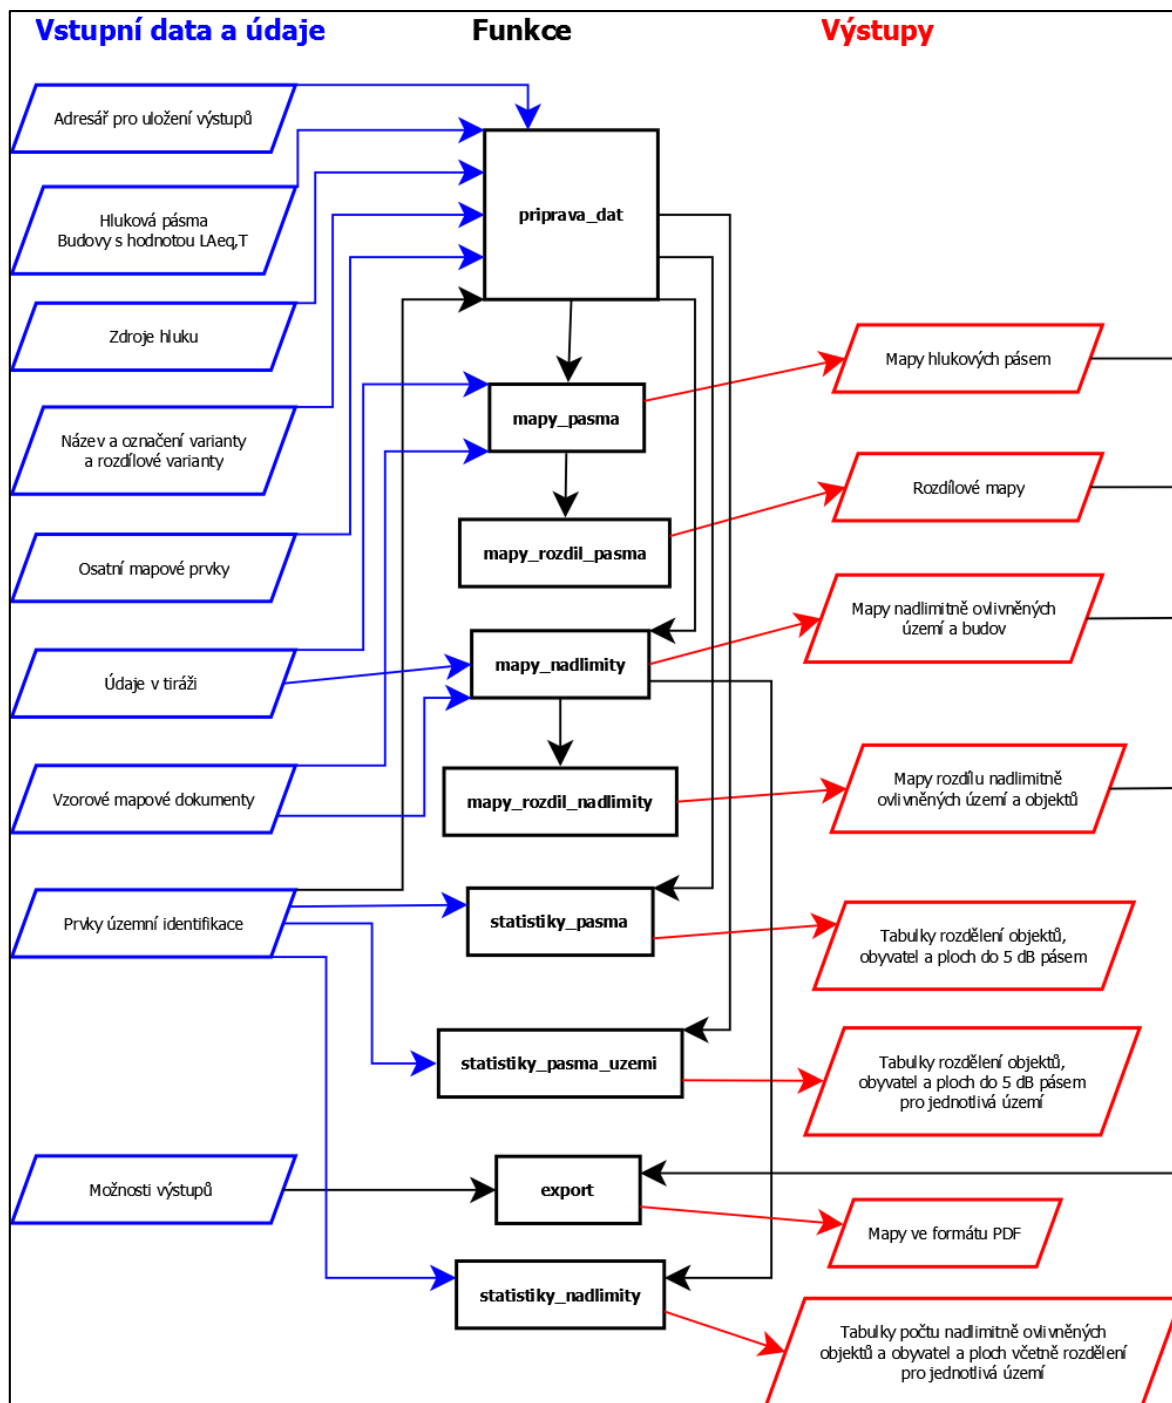 Vstupní data a údaje
Funkce
Výstupy
Adresář pro uložení výstupů
Hluková pásma
Budovy s hodnotou LAeq,T
Zdroje hluku
Název a označení varianty
a rozdílové varianty
Osatní mapové prvky
Údaje v tiráži
Vzorové mapové dokumenty
Prvky územní identifikace
Možnosti výstupů
priprava_dat
mapy_pasma
mapy_rozdil_pasma
mapy_nadlimity
mapy_rozdil_nadlimity
statistiky_pasma
statistiky_pasma_uzemi
export
statistiky_nadlimity
Mapy hlukových pásem
Rozdílové mapy
Mapy nadlimitně ovlivněných
území a budov
Mapy rozdílu nadlimitně
ovlivněných území a objektů
Tabulky rozdělení objektů,
obyvatel a ploch do 5 dB pásem
Tabulky rozdělení objektů,
obyvatel a ploch do 5 dB pásem
pro jednotlivá území
Mapy ve formátu PDF
Tabulky počtu nadlimitně ovlivněných
objektů a obyvatel a ploch včetně rozdělení
pro jednotlivá území